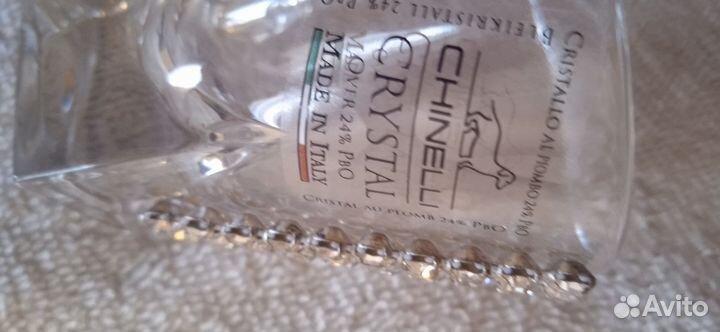 CRISTALLO AL PIOMBO 24% PBO
CHINELLI
CRYSTAL
MADVI R 24% PBO
MADE IN ITALY
BLEIKRISTALL 24% PBO
CRISTAL AU PLOMB 24% PBO
Avito